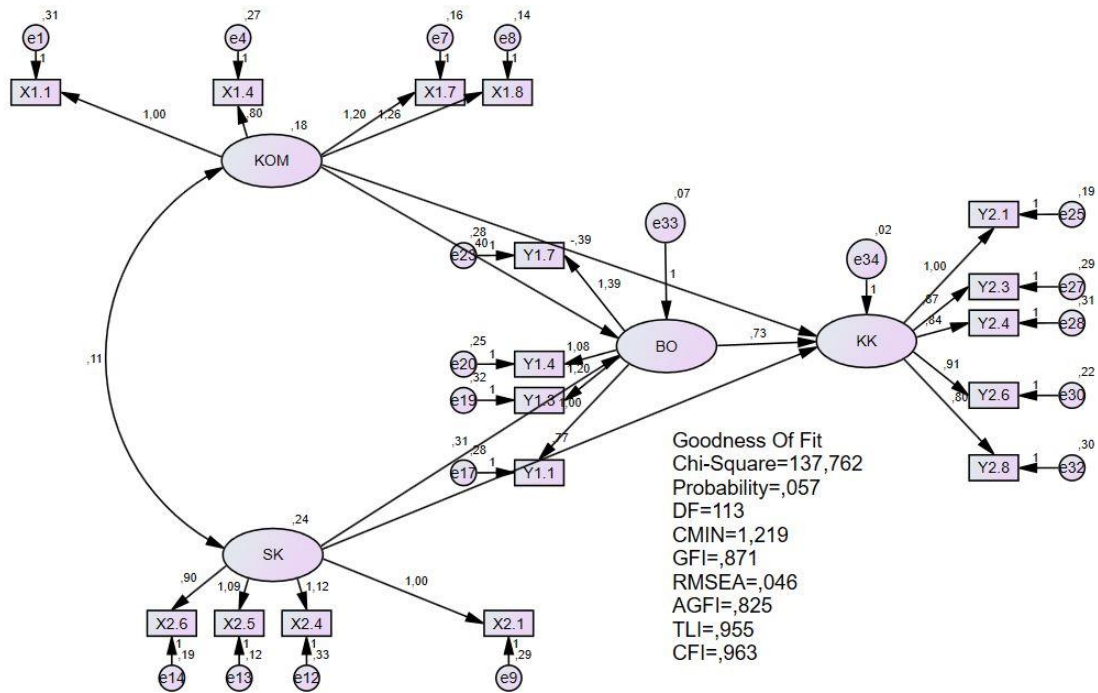 ,31
,27
,16
,14
e1
e4
e7
e8
1
1
1
1
X1.1
X1.4
X1.7
X1.8
1,00
,80
1,20
1,26
,18
KOM
,07
e33
,19
Y2.1
1
e25
,02
e34
,28
,40
-,39
e23
1
Y1.7
1
1
1,00
,29
Y2.3
1
e27
1,39
,87
,31
Y2.4
1
e28
,84
BO
,73
KK
,25
e20
1
Y1.4
1,08
,11
,32
e19
1
Y1.3
1,20
1,00
,91
,22
Y2.6
1
e30
,80
,31
,77
,28
e17
1
Y1.1
,30
Y2.8
1
e32
Goodness Of Fit
Chi-Square=137,762
Probability=,057
DF=113
CMIN=1,219
GFI=,871
RMSEA=,046
AGFI=,825
TLI=,955
CFI=,963
,24
SK
,90
1,09
1,12
1,00
X2.6
X2.5
X2.4
X2.1
1
1
1
1
,19
,12
,33
,29
e14
e13
e12
e9